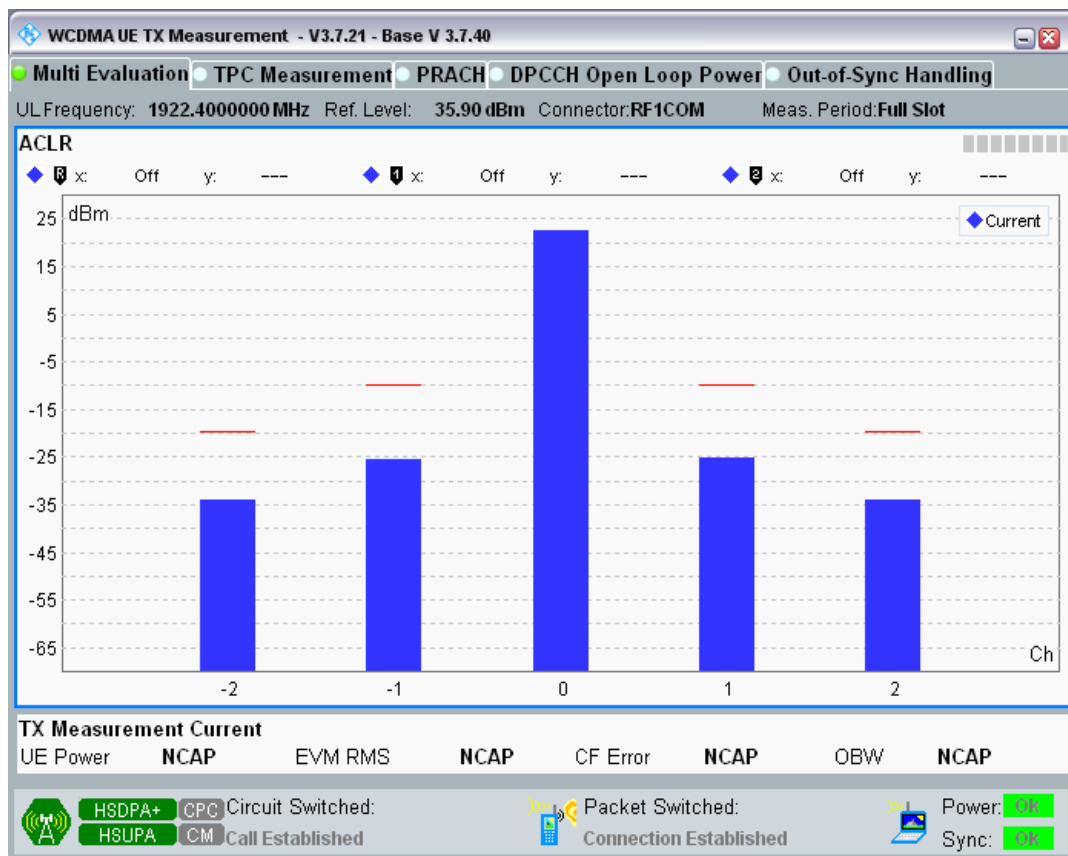 WCDMA UE TX Measurement - V3.7.21 - Base V 3.7.40
Multi Evaluation TPC Measurement PRACH DPCCH Open Loop Power Out-of-Sync Handling
UL Frequency: 1922.4000000 MHz Ref. Level: 35.90 dBm Connector:RF1COM Meas. Period:Full Slot
ACLR
R x: Off y: --- 1 x: Off y: --- 2 x: Off y: ---
dBm
Current
25
15
5
-5
-15
-25
-35
-45
-55
-65
Ch
-2 -1 0 1 2
TX Measurement Current
UE Power NCAP EVM RMS NCAP CF Error NCAP OBW NCAP
HSDPA+ CPC Circuit Switched: Packet Switched: Power: OK
HSUPA CM Call Established Connection Established Sync: OK